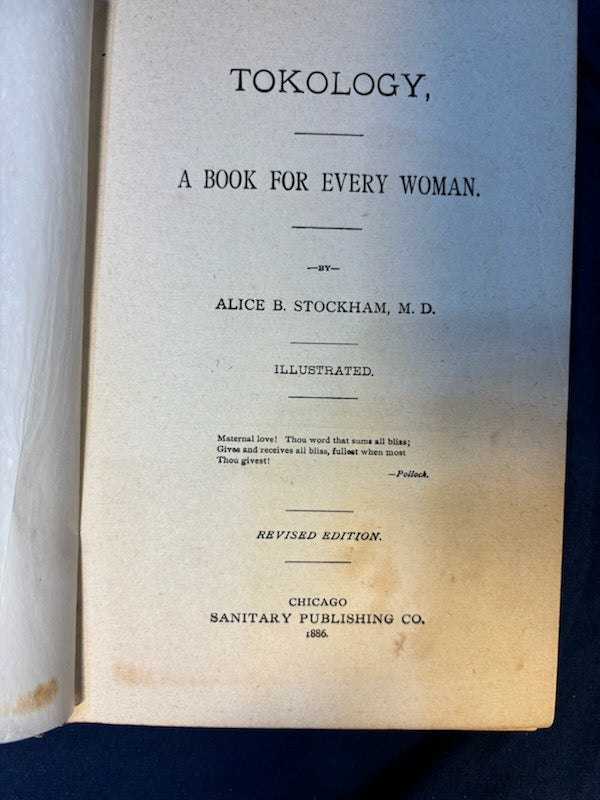 TOKOLOGY,
A BOOK FOR EVERY WOMAN.
—BY—
ALICE B. STOCKHAM, M. D.
ILLUSTRATED.
Maternal love! Thou word that sums all bliss;
Gives and receives all bliss, fullest when most
Thou givest!
—Pollock.
REVISED EDITION.
CHICAGO
SANITARY PUBLISHING CO.
1886.